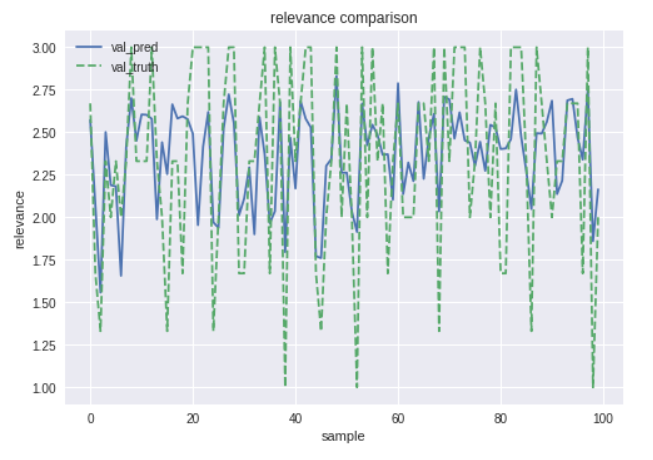 relevance comparison
val_pred
val_truth
3.00
2.75
2.50
2.25
2.00
1.75
1.50
1.25
1.00
relevance
0 20 40 60 80 100
sample